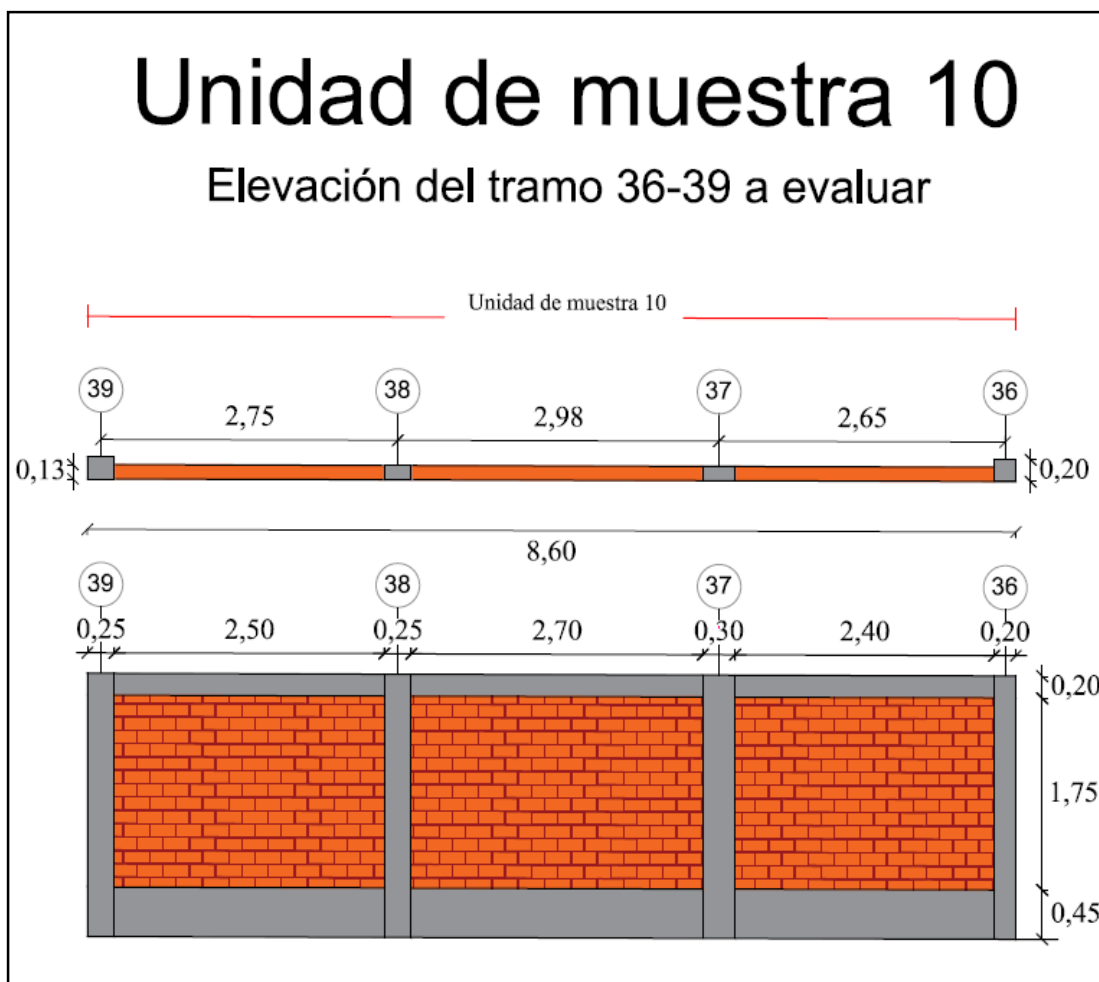 Unidad de muestra 10
Elevación del tramo 36-39 a evaluar
Unidad de muestra 10
39 38 37 36
2,75 2,98 2,65
0,13 0,20
8,60
39 38 37 36
0,25 2,50 0,25 2,70 0,30 2,40 0,20
0,20
1,75
0,45